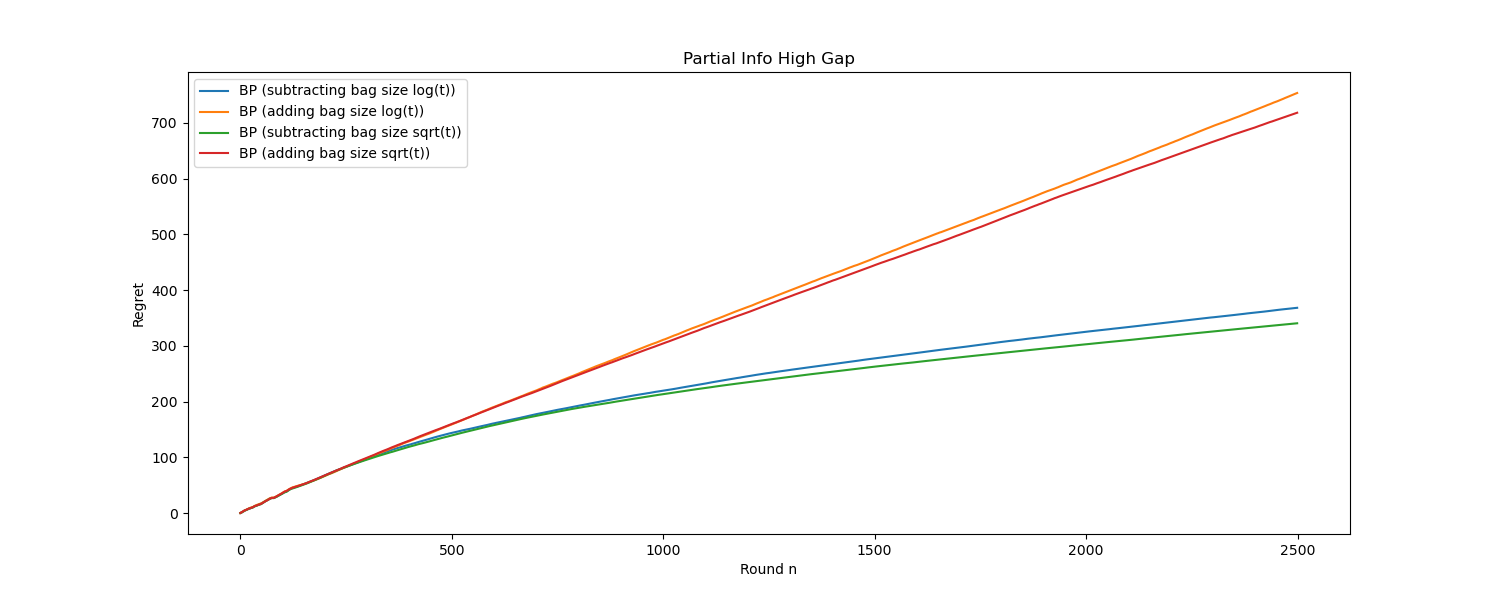 Partial Info High Gap
BP (subtracting bag size log(t))
BP (adding bag size log(t))
BP (subtracting bag size sqrt(t))
BP (adding bag size sqrt(t))
Regret
700
600
500
400
300
200
100
0
0 500 1000 1500 2000 2500
Round n